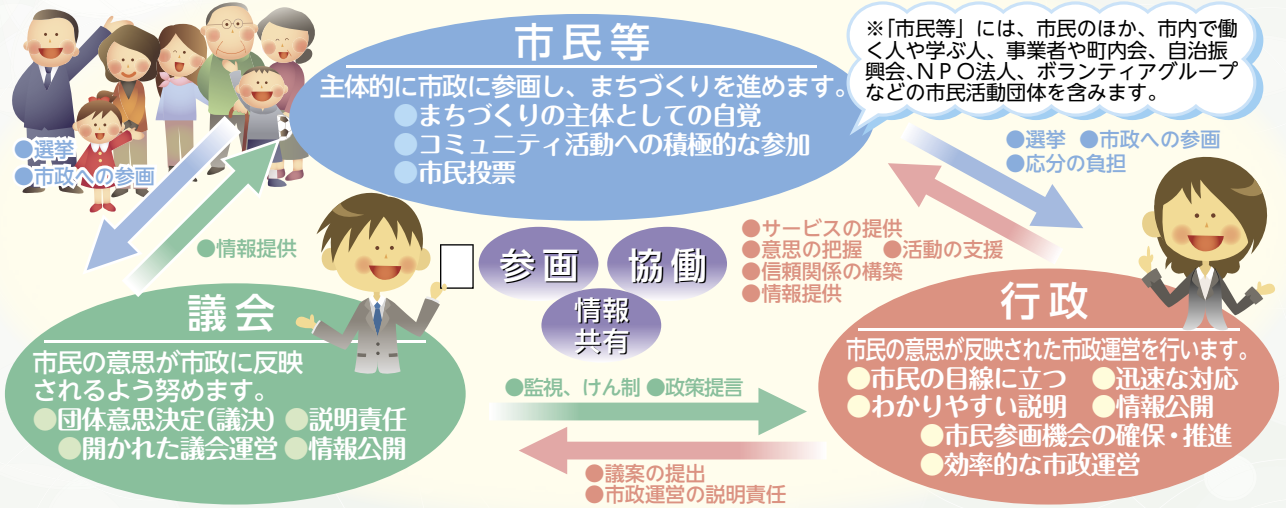 市民等
主体的に市政に参画し、まちづくりを進めます。
●まちづくりの主体としての自覚
●コミュニティ活動への積極的な参加
●市民投票
※「市民等」には、市民のほか、市内で働
く人や学ぶ人、事業者や町内会、自治振
興会、ＮＰＯ法人、ボランティアグループ
などの市民活動団体を含みます。
●選挙
●市政への参画
●情報提供
●選挙 ●市政への参画
●応分の負担
●サービスの提供
●意思の把握 ●活動の支援
●信頼関係の構築
●情報提供
参画
協働
情報
共有
議会
市民の意思が市政に反映
されるよう努めます。
●団体意思決定(議決) ●説明責任
●開かれた議会運営 ●情報公開
●監視、けん制 ●政策提言
●議案の提出
●市政運営の説明責任
行政
市民の意思が反映された市政運営を行います。
●市民の目線に立つ ●迅速な対応
●わかりやすい説明 ●情報公開
●市民参画機会の確保・推進
●効率的な市政運営